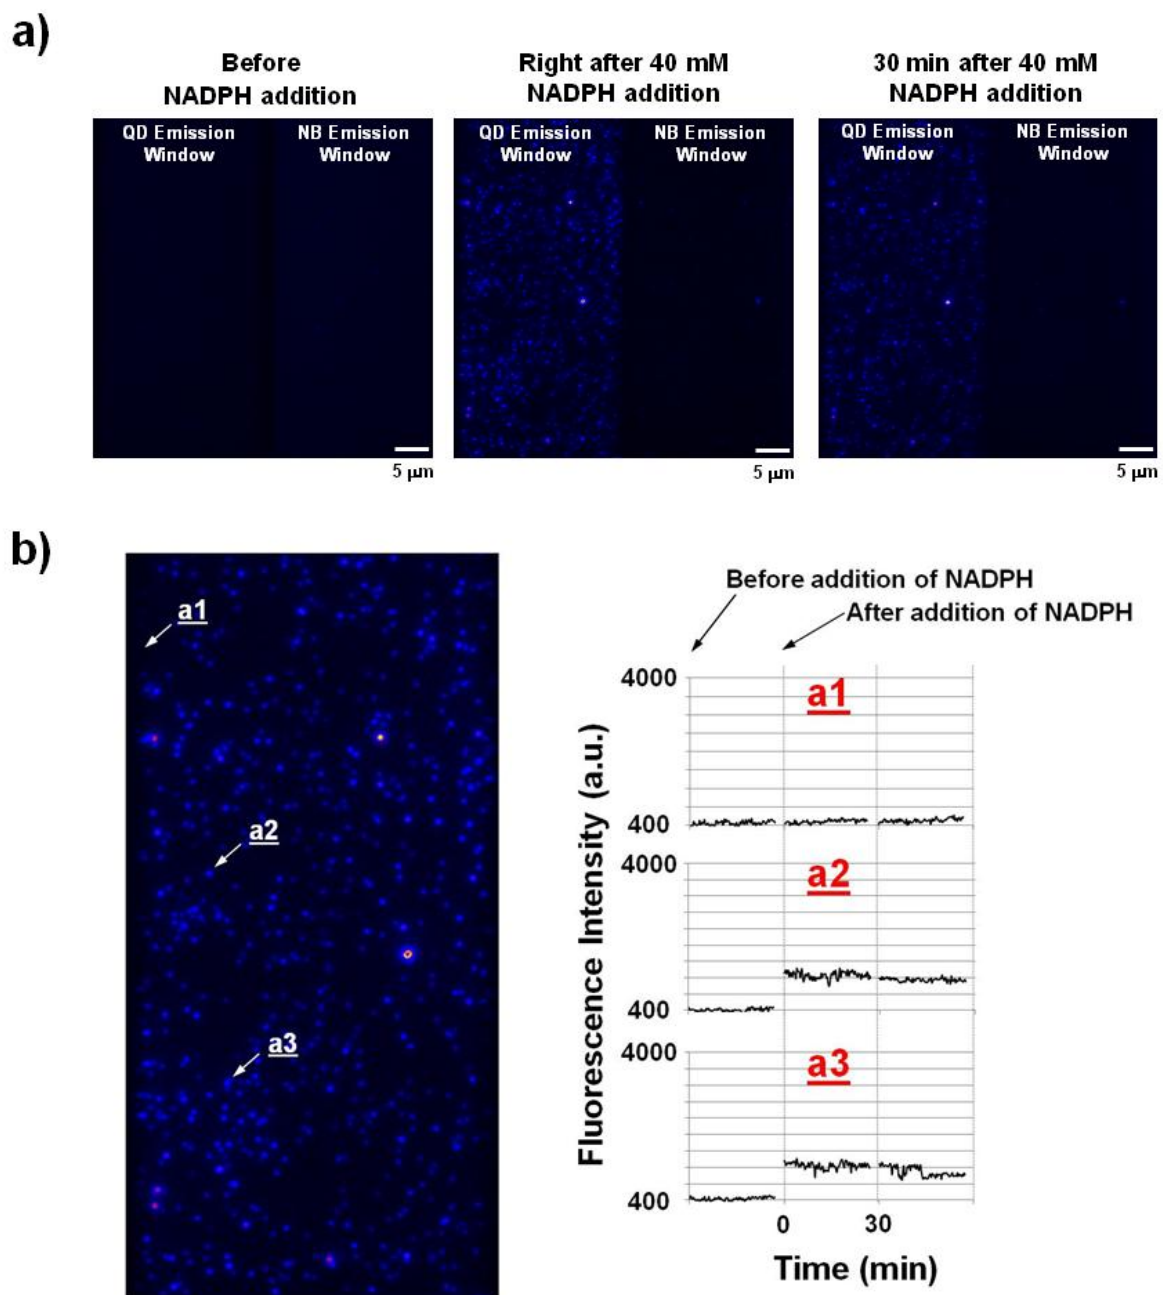 a)
Before
NADPH addition
Right after 40 mM
NADPH addition
30 min after 40 mM
NADPH addition
QD Emission
Window
NB Emission
Window
QD Emission
Window
NB Emission
Window
QD Emission
Window
NB Emission
Window
5 μm
5 μm
5 μm
b)
a1
a2
a3
Before addition of NADPH
After addition of NADPH
Fluorescence Intensity (a.u.)
4000
a1
400
4000
a2
400
4000
a3
400
0
30
Time (min)